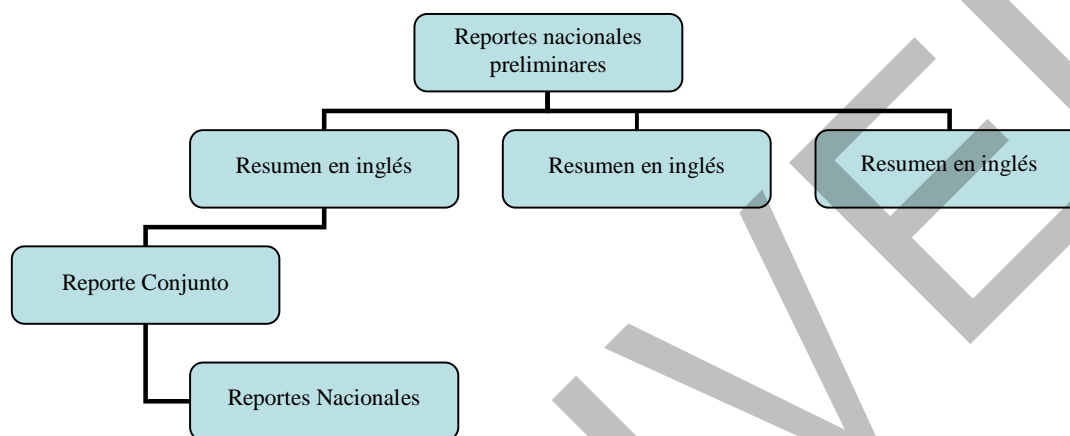 Reportes nacionales
preliminares
Resumen en inglés
Resumen en inglés
Resumen en inglés
Reporte Conjunto
Reportes Nacionales